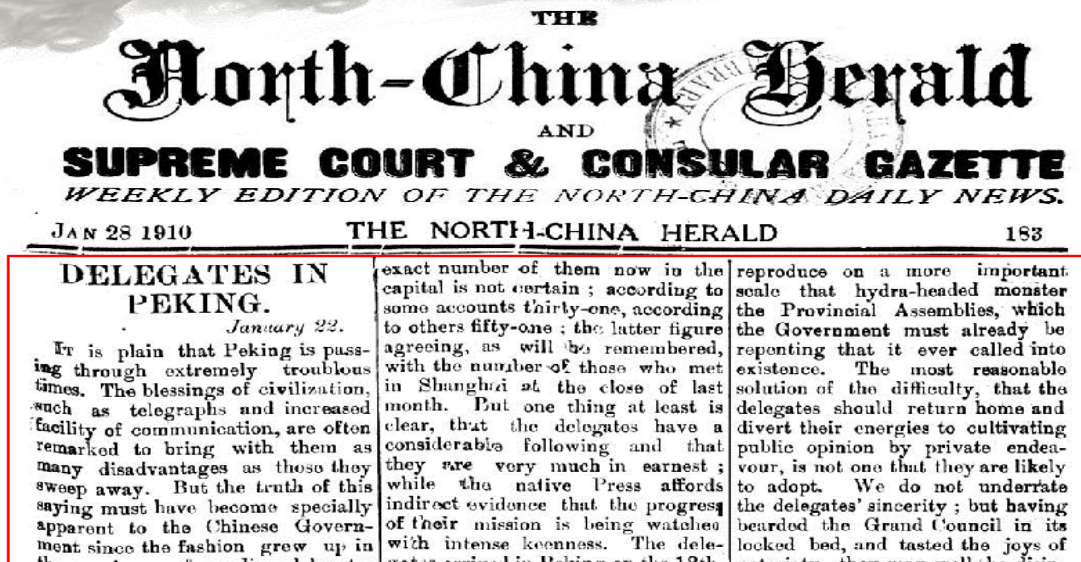 THE
North-China Herald
AND
SUPREME COURT & CONSULAR GAZETTE
WEEKLY EDITION OF THE NORTH-CHINA DAILY NEWS.
JAN 28 1910 THE NORTH-CHINA HERALD 183
DELEGATES IN
PEKING.
January 22.
IT is plain that Peking is pass-
ing through extremely troublous
times. The blessings of civilization,
such as telegraphs and increased
facility of communication, are often
remarked to bring with them as
many disadvantages as those they
sweep away. But the truth of this
saying must have become specially
apparent to the Chinese Govern-
ment since the fashion grew up in
exact number of them now in the
capital is not certain ; according to
some accounts thirty-one, according
to others fifty-one ; the latter figure
agreeing, as will be remembered,
with the number of those who met
in Shanghai at the close of last
month. But one thing at least is
clear, that the delegates have a
considerable following and that
they are very much in earnest ;
while the native Press affords
indirect evidence that the progress
of their mission is being watched
with intense keenness. The dele-
gates arrived in Peking on the
reproduce on a more important
scale that hydra-headed monster
the Provincial Assemblies, which
the Government must already be
repenting that it ever called into
existence. The most reasonable
solution of the difficulty, that the
delegates should return home and
divert their energies to cultivating
public opinion by private endea-
vour, is not one that they are likely
to adopt. We do not underrate
the delegates' sincerity ; but having
bearded the Grand Council in its
locked bed, and tasted the joys of